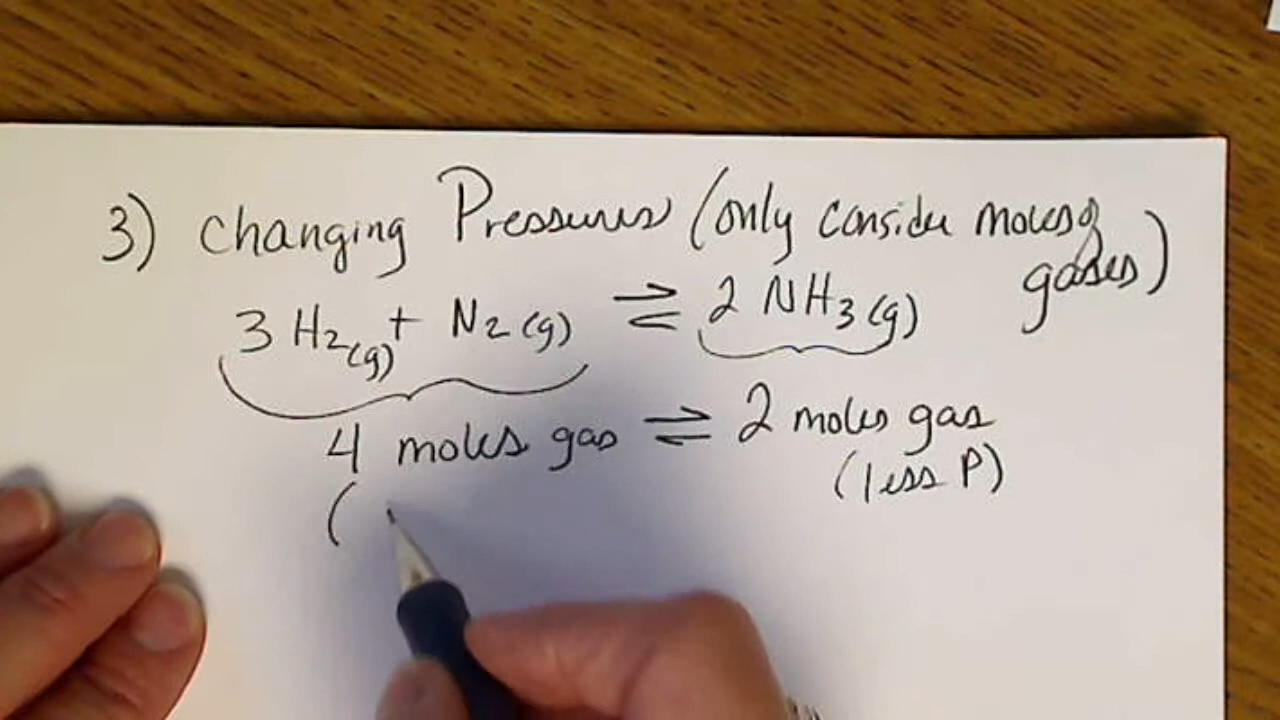 3) Changing Pressures (only consider moles of gases)
3 H2(g) + N2(g) ⇌ 2 NH3(g)
4 moles gas ⇌ 2 moles gas
(less P)
(